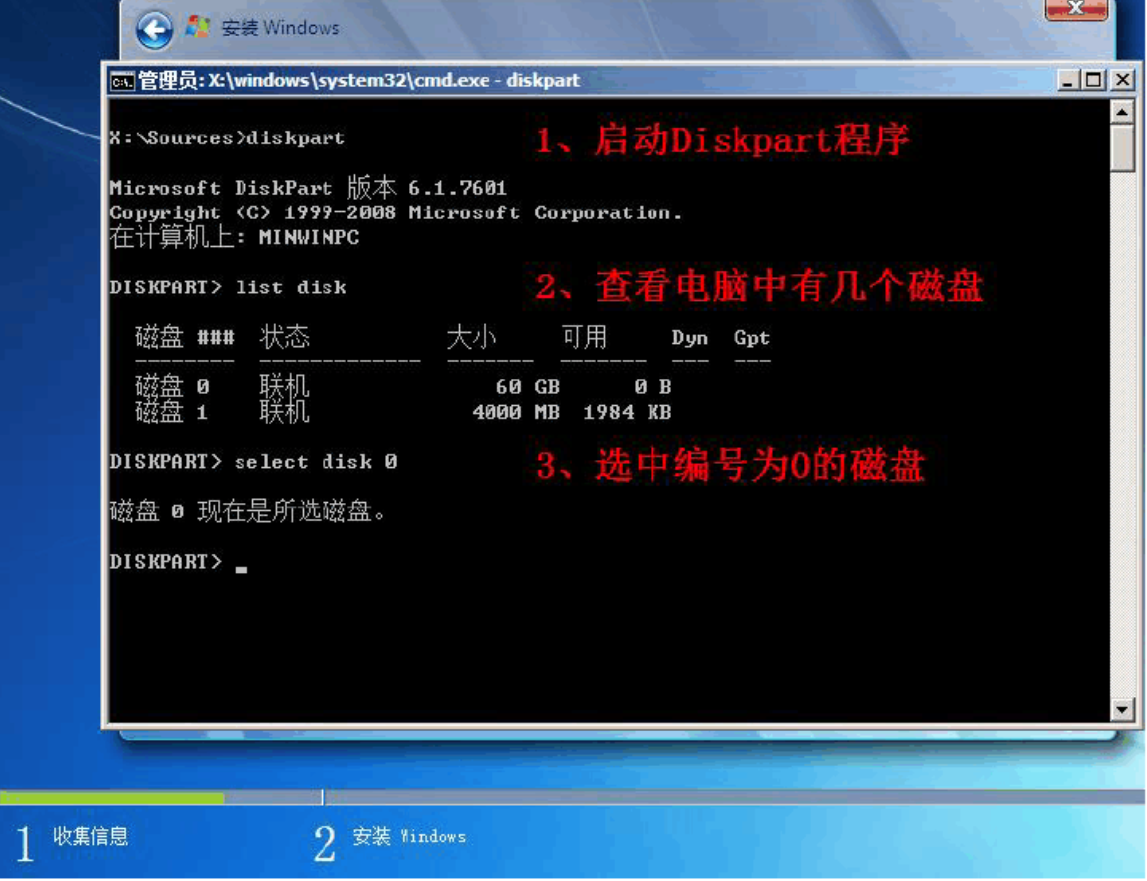 安装 Windows
管理员: X:\windows\system32\cmd.exe - diskpart
X:\Sources>diskpart
1、启动Diskpart程序
Microsoft DiskPart 版本 6.1.7601
Copyright (C) 1999-2008 Microsoft Corporation.
在计算机上: MINWINPC
DISKPART> list disk
2、查看电脑中有几个磁盘
磁盘 ### 状态 大小 可用 Dyn Gpt
-------- ------------- ------- ------- --- ---
磁盘 0 联机 60 GB 0 B
磁盘 1 联机 4000 MB 1984 KB
DISKPART> select disk 0
3、选中编号为0的磁盘
磁盘 0 现在是所选磁盘。
DISKPART> _
1 收集信息
2 安装 Windows